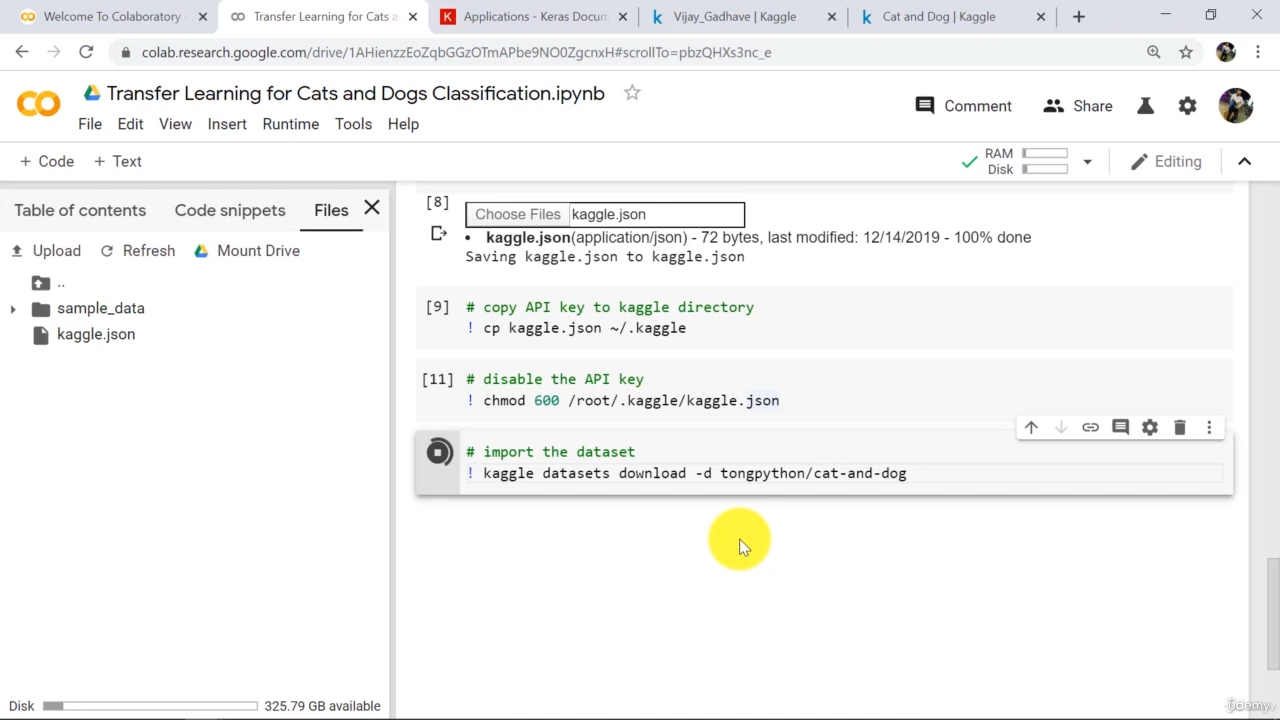 Welcome To Colaboratory -
Transfer Learning for Cats a
Applications - Keras Docum
Vijay_Gadhave | Kaggle
Cat and Dog | Kaggle
colab.research.google.com/drive/1AHienzzEoZqbGGzOTmAPbe9NO0ZgcnxH#scrollTo=pbzQHXs3nc_e
Transfer Learning for Cats and Dogs Classification.ipynb
Comment
Share
File Edit View Insert Runtime Tools Help
+ Code + Text
RAM
Disk
Editing
Table of contents Code snippets Files
Upload Refresh Mount Drive
..
sample_data
kaggle.json
[8]
Choose Files kaggle.json
• kaggle.json(application/json) - 72 bytes, last modified: 12/14/2019 - 100% done
Saving kaggle.json to kaggle.json
[9] # copy API key to kaggle directory
! cp kaggle.json ~/.kaggle
[11] # disable the API key
! chmod 600 /root/.kaggle/kaggle.json
# import the dataset
! kaggle datasets download -d tongpython/cat-and-dog
Disk 325.79 GB available
Udemy